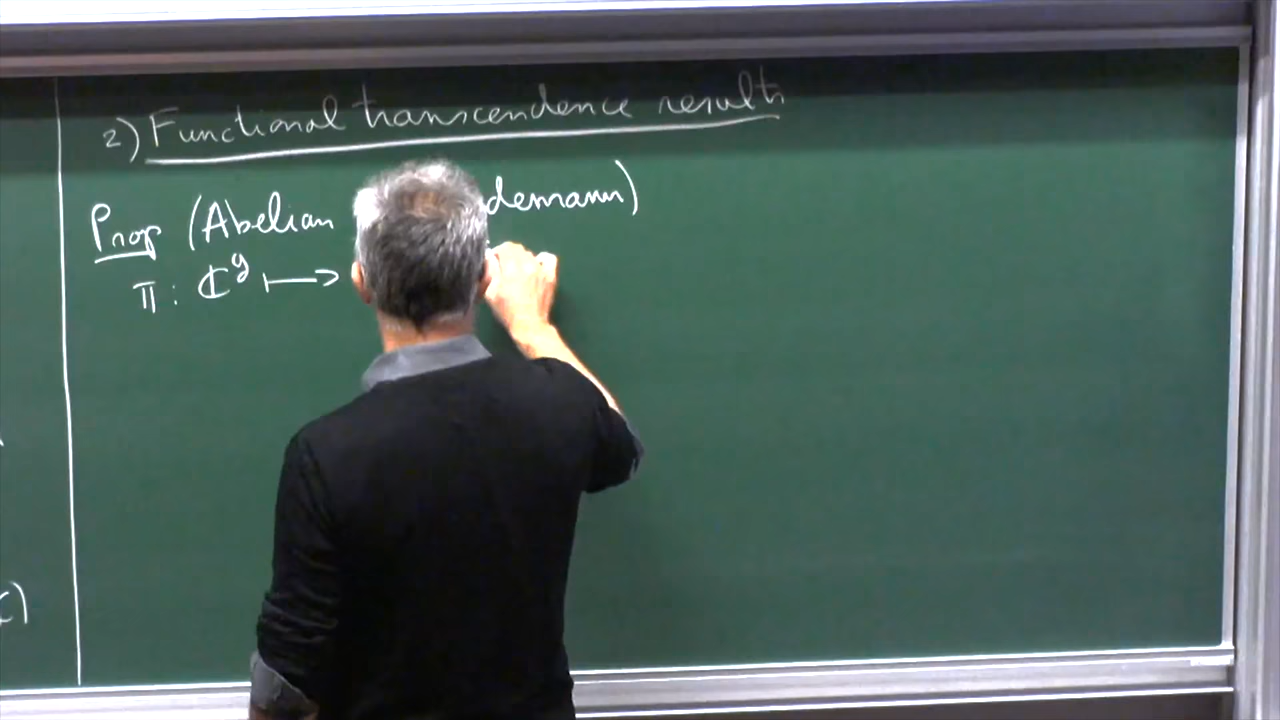 2) Functional transcendence results
Prop (Abelian demann)
π : ℂ^g ⟼